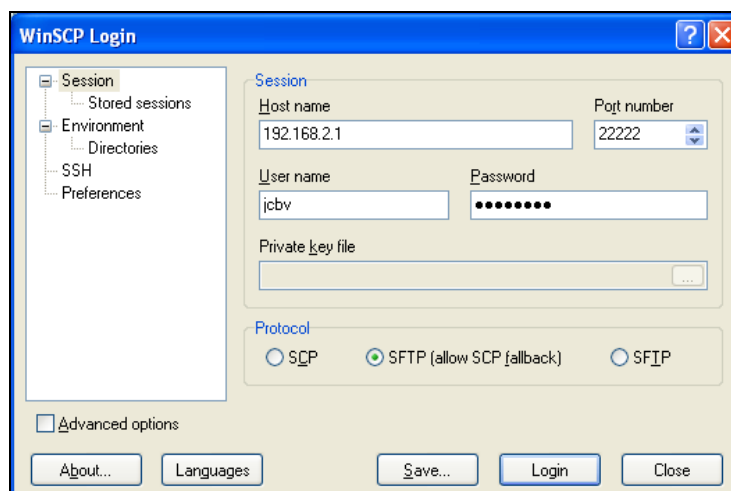 WinSCP Login
Session
Stored sessions
Environment
Directories
SSH
Preferences
Session
Host name
Port number
192.168.2.1
22222
User name
Password
jcbv
●●●●●●●●
Private key file
...
Protocol
SCP
SFTP (allow SCP fallback)
SFTP
Advanced options
About...
Languages
Save...
Login
Close